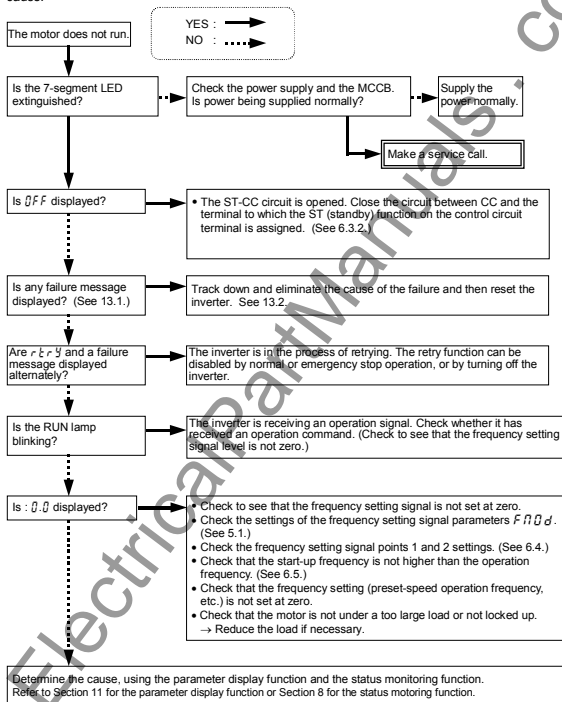 cause.
YES :
NO :
The motor does not run.
Is the 7-segment LED
extinguished?
Check the power supply and the MCCB.
Is power being supplied normally?
Supply the
power normally.
Make a service call.
Is OFF displayed?
• The ST-CC circuit is opened. Close the circuit between CC and the
terminal to which the ST (standby) function on the control circuit
terminal is assigned. (See 6.3.2.)
Is any failure message
displayed? (See 13.1.)
Track down and eliminate the cause of the failure and then reset the
inverter. See 13.2.
Are rtry and a failure
message displayed
alternately?
The inverter is in the process of retrying. The retry function can be
disabled by normal or emergency stop operation, or by turning off the
inverter.
Is the RUN lamp
blinking?
The inverter is receiving an operation signal. Check whether it has
received an operation command. (Check to see that the frequency setting
signal level is not zero.)
Is : 0.0 displayed?
• Check to see that the frequency setting signal is not set at zero.
• Check the settings of the frequency setting signal parameters FMOd.
(See 5.1.)
• Check the frequency setting signal points 1 and 2 settings. (See 6.4.)
• Check that the start-up frequency is not higher than the operation
frequency. (See 6.5.)
• Check that the frequency setting (preset-speed operation frequency,
etc.) is not set at zero.
• Check that the motor is not under a too large load or not locked up.
→ Reduce the load if necessary.
Determine the cause, using the parameter display function and the status monitoring function.
Refer to Section 11 for the parameter display function or Section 8 for the status motoring function.
ElectricalPartManuals . co